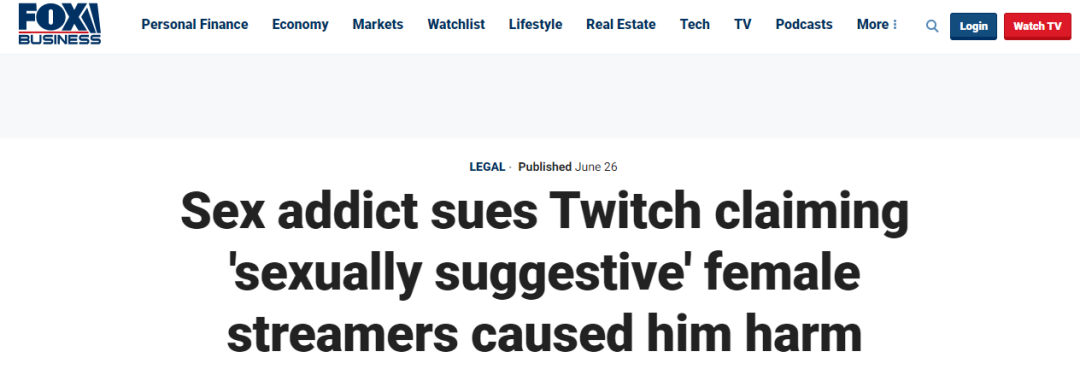 FOX
BUSINESS
Personal Finance Economy Markets Watchlist Lifestyle Real Estate Tech TV Podcasts More Login Watch TV
LEGAL · Published June 26
Sex addict sues Twitch claiming
'sexually suggestive' female
streamers caused him harm